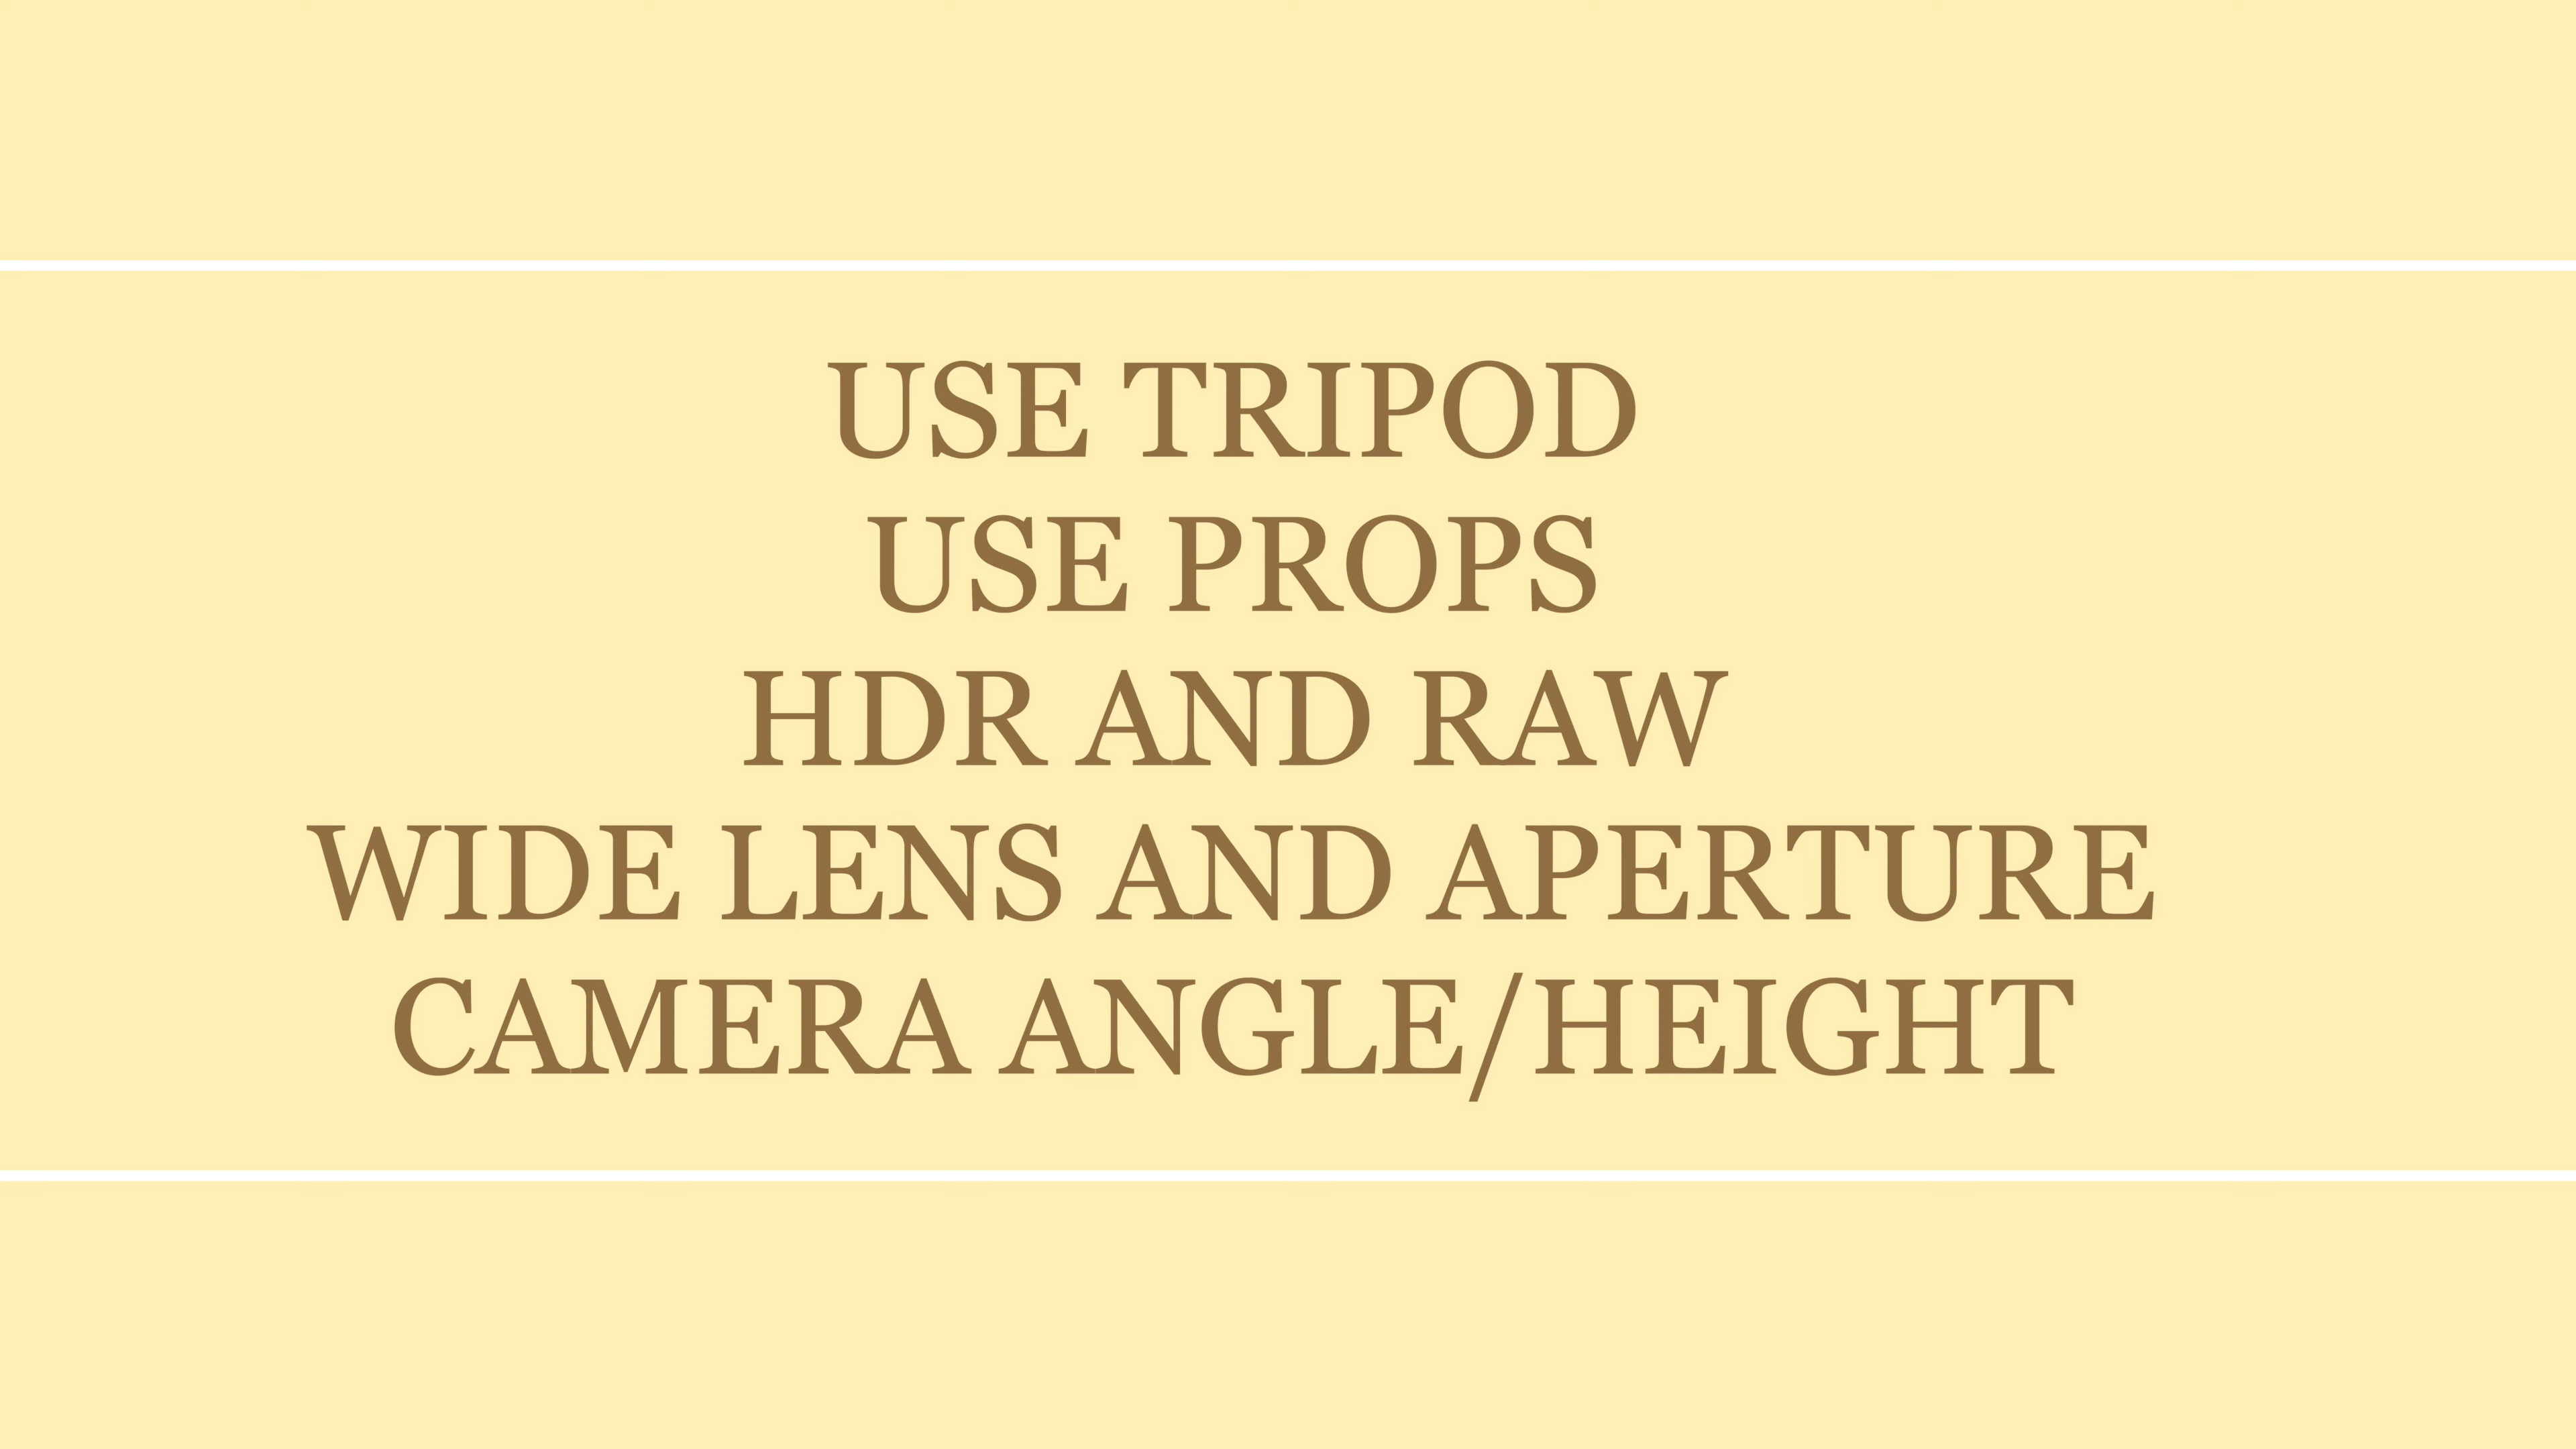 USE TRIPOD
USE PROPS
HDR AND RAW
WIDE LENS AND APERTURE
CAMERA ANGLE/HEIGHT